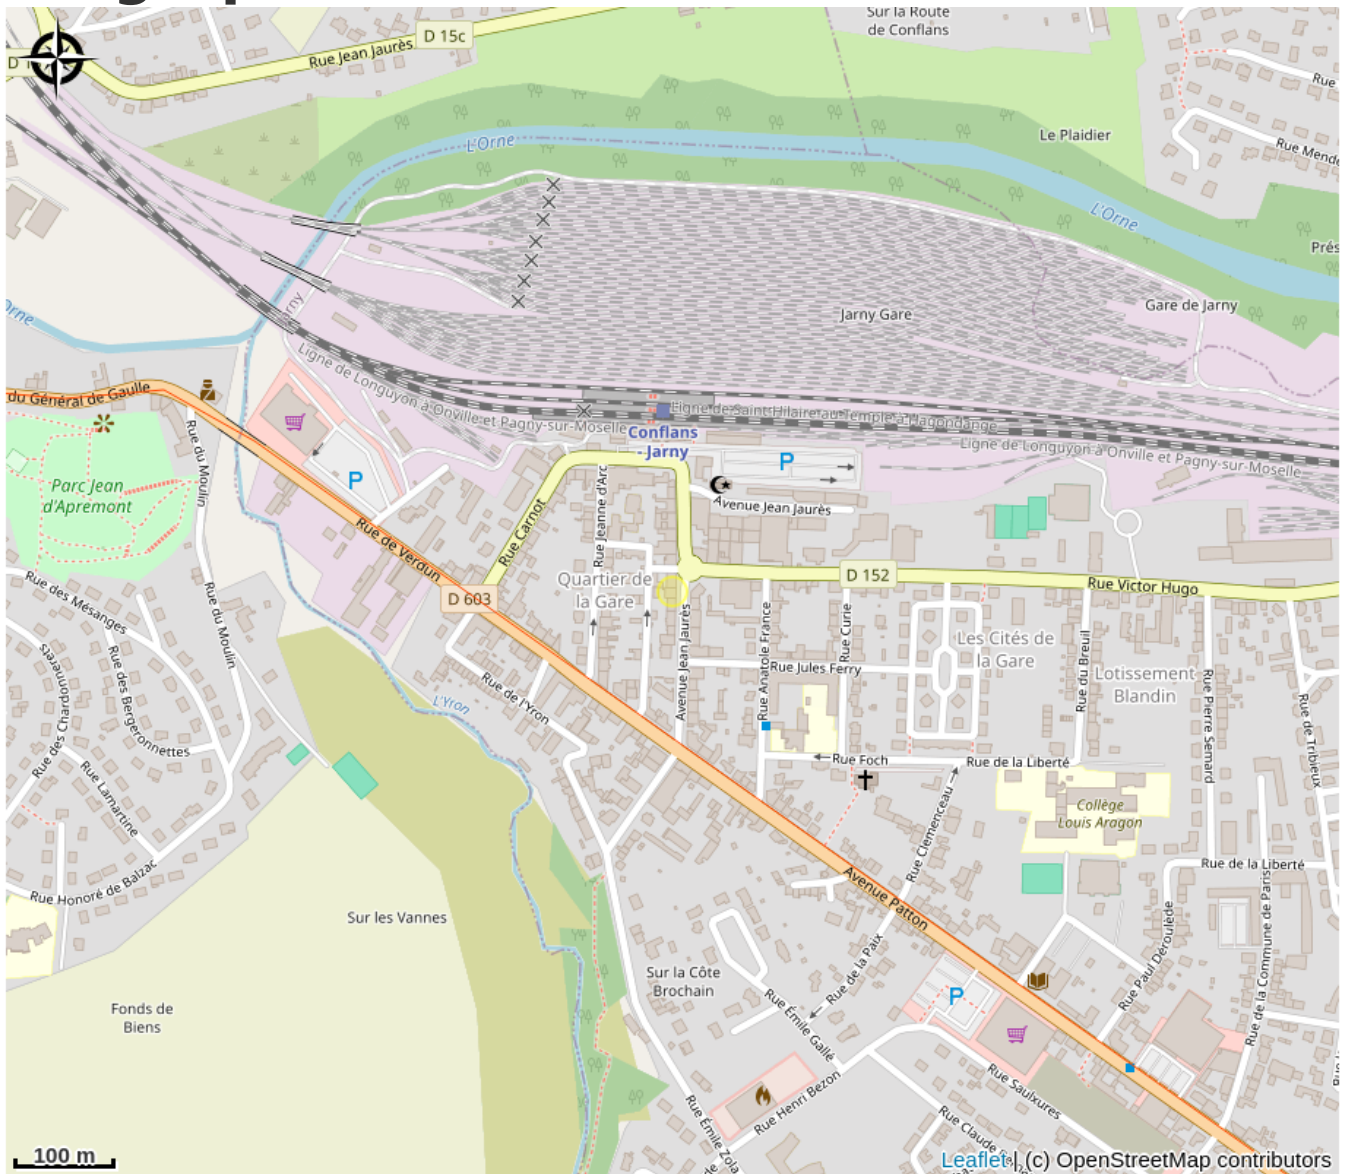 Sur la Route
de Conflans
D 15c
Rue Jean Jaurès
D 1
Rue
Le Plaidier
Rue Mende
L'Orne
L'Orne
Prés
Gare de Jarny
Jarny Gare
Jarny
Orne
Ligne de Longuyon à Onville et Pagny-sur-Moselle
Ligne de Saint-Hilaire-au-Temple à Hagondange
Ligne de Longuyon à Onville et Pagny-sur-Moselle
Conflans
- Jarny
du Général de Gaulle
Rue du Moulin
P
P
Parc Jean
d'Apremont
Rue Jeanne d'Arc
Avenue Jean Jaurès
Rue Carnot
Rue de Verdun
D 603
D 152
Rue Victor Hugo
Quartier de
la Gare
Rue des Mésanges
Rue du Moulin
Avenue Jean Jaurès
Rue Anatole France
Rue Curie
Rue Jules Ferry
Les Cités de
la Gare
Rue du Breuil
Lotissement
Blandin
Rue Pierre Semard
Rue de Tribieux
Rue des Chardonnerets
Rue des Bergeronnettes
Rue de l'Yron
L'Yron
Rue Lamartine
Rue Foch
Rue de la Liberté
Collège
Louis Aragon
Rue Clemenceau
Rue Honoré de Balzac
Rue de la Liberté
Avenue Patton
Sur les Vannes
Rue de la Paix
Rue Paul Déroulède
Rue de la Commune de Paris
Sur la Côte
Brochain
P
Fonds de
Biens
Rue Émile Gallé
Rue Henri Bezon
Rue Saulxures
Rue Émile Zola
Rue Claude
de
100 m
Leaflet | (c) OpenStreetMap contributors